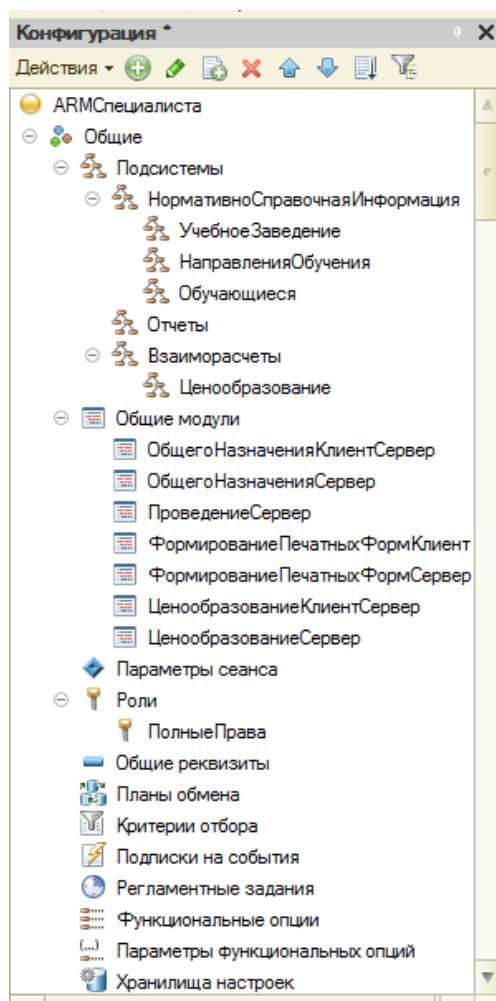 Конфигурация *
Действия
ARMСпециалиста
Общие
Подсистемы
НормативноСправочнаяИнформация
УчебноеЗаведение
НаправленияОбучения
Обучающиеся
Отчеты
Взаиморасчеты
Ценообразование
Общие модули
ОбщегоНазначенияКлиентСервер
ОбщегоНазначенияСервер
ПроведениеСервер
ФормированиеПечатныхФормКлиент
ФормированиеПечатныхФормСервер
ЦенообразованиеКлиентСервер
ЦенообразованиеСервер
Параметры сеанса
Роли
ПолныеПрава
Общие реквизиты
Планы обмена
Критерии отбора
Подписки на события
Регламентные задания
Функциональные опции
(...) Параметры функциональных опций
Хранилища настроек